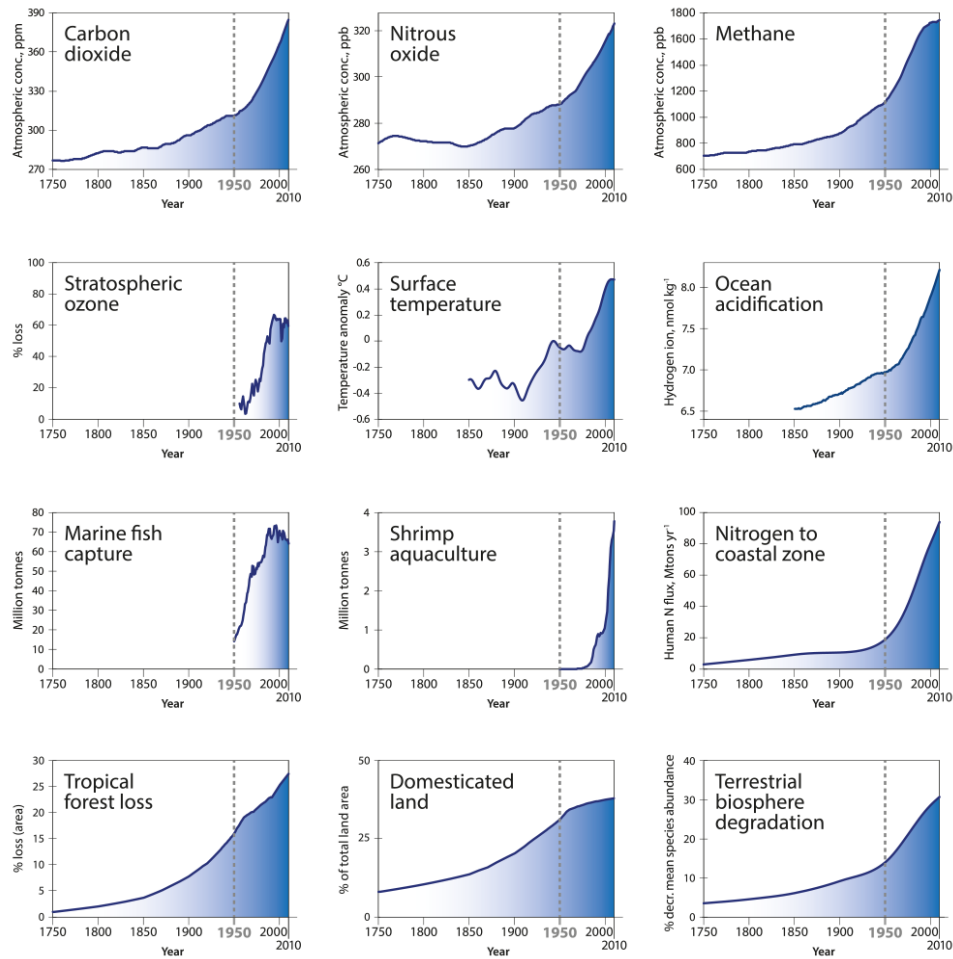 Carbon
dioxide
Atmospheric conc., ppm
390
360
330
300
270
1750 1800 1850 1900 1950 2000
2010
Year
Nitrous
oxide
Atmospheric conc., ppb
320
300
280
260
1750 1800 1850 1900 1950 2000
2010
Year
Methane
Atmospheric conc., ppb
1800
1600
1400
1200
1000
800
600
1750 1800 1850 1900 1950 2000
2010
Year
Stratospheric
ozone
% loss
100
80
60
40
20
0
1750 1800 1850 1900 1950 2000
2010
Year
Surface
temperature
Temperature anomaly °C
0.6
0.4
0.2
0
-0.2
-0.4
-0.6
1750 1800 1850 1900 1950 2000
2010
Year
Ocean
acidification
Hydrogen ion, nmol kg⁻¹
8.0
7.5
7.0
6.5
1750 1800 1850 1900 1950 2000
2010
Year
Marine fish
capture
Million tonnes
80
70
60
50
40
30
20
10
0
1750 1800 1850 1900 1950 2000
2010
Year
Shrimp
aquaculture
Million tonnes
4
3
2
1
0
1750 1800 1850 1900 1950 2000
2010
Year
Nitrogen to
coastal zone
Human N flux, Mtons yr⁻¹
100
80
60
40
20
0
1750 1800 1850 1900 1950 2000
2010
Year
Tropical
forest loss
% loss (area)
30
25
20
15
10
5
0
1750 1800 1850 1900 1950 2000
2010
Year
Domesticated
land
% of total land area
50
25
0
1750 1800 1850 1900 1950 2000
2010
Year
Terrestrial
biosphere
degradation
% decr. mean species abundance
40
30
20
10
0
1750 1800 1850 1900 1950 2000
2010
Year